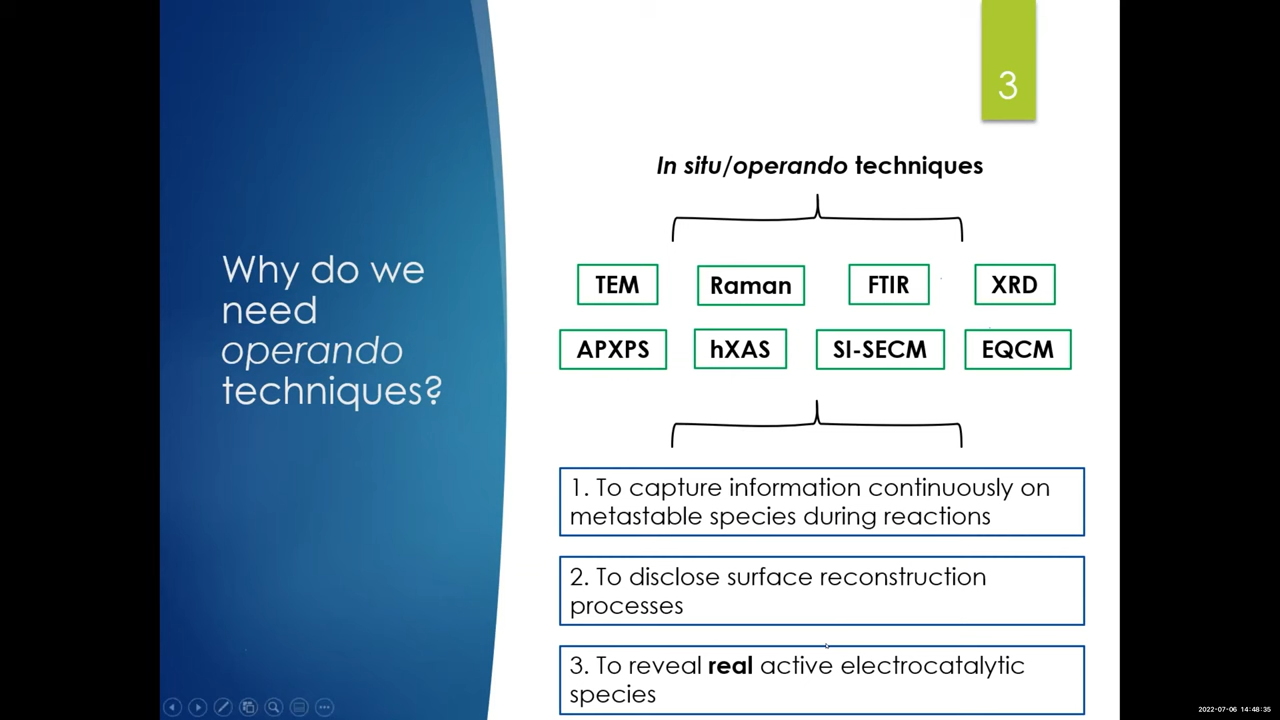 3
In situ/operando techniques
Why do we
need
operando
techniques?
TEM
Raman
FTIR
XRD
APXPS
hXAS
SI-SECM
EQCM
1. To capture information continuously on
metastable species during reactions
2. To disclose surface reconstruction
processes
3. To reveal real active electrocatalytic
species
2022-07-06 14:48:35